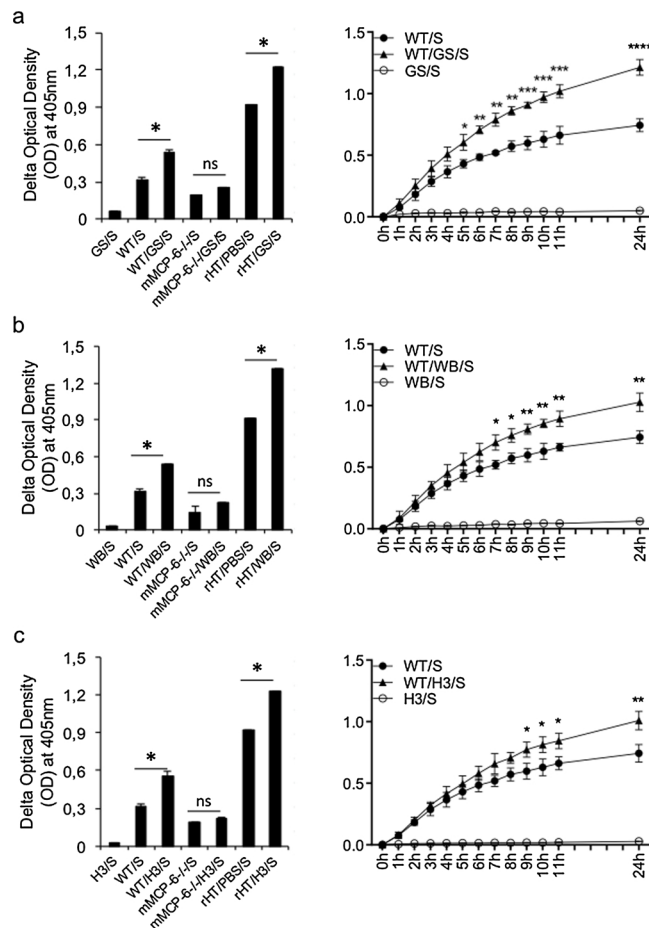 a
Delta Optical Density
(OD) at 405nm
1,5
1,2
0,9
0,6
0,3
0
*
ns
*
GS/S
WT/S
WT/GS/S
mMCP-6-/-/S
mMCP-6-/-/GS/S
rHT/PBS/S
rHT/GS/S
WT/S
WT/GS/S
GS/S
1.5
1.0
0.5
0.0
* ** ** ** *** *** *** ****
0h 1h 2h 3h 4h 5h 6h 7h 8h 9h 10h 11h 24h
b
Delta Optical Density
(OD) at 405nm
1,5
1,2
0,9
0,6
0,3
0
*
ns
*
WB/S
WT/S
WT/WB/S
mMCP-6-/-/S
mMCP-6-/-/WB/S
rHT/PBS/S
rHT/WB/S
WT/S
WT/WB/S
WB/S
1.5
1.0
0.5
0.0
* * ** ** ** **
0h 1h 2h 3h 4h 5h 6h 7h 8h 9h 10h 11h 24h
c
Delta Optical Density
(OD) at 405nm
1,5
1,2
0,9
0,6
0,3
0
*
ns
*
H3/S
WT/S
WT/H3/S
mMCP-6-/-/S
mMCP-6-/-/H3/S
rHT/PBS/S
rHT/H3/S
WT/S
WT/H3/S
H3/S
1.5
1.0
0.5
0.0
* * * **
0h 1h 2h 3h 4h 5h 6h 7h 8h 9h 10h 11h 24h